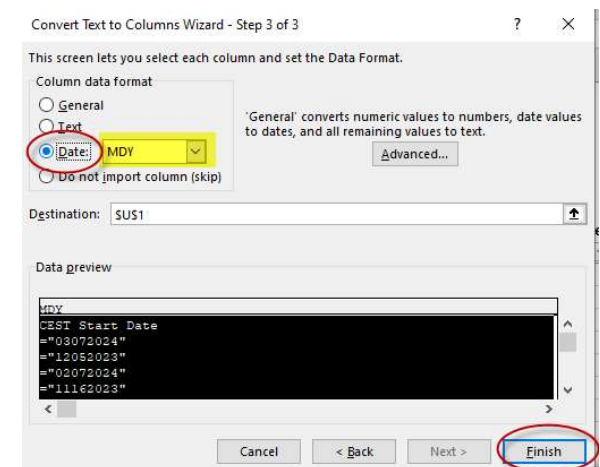 Convert Text to Columns Wizard - Step 3 of 3 ? ×
This screen lets you select each column and set the Data Format.
Column data format
General
Text
Date: MDY
Do not import column (skip)
'General' converts numeric values to numbers, date values
to dates, and all remaining values to text.
Advanced...
Destination: $U$1
Data preview
MDY
CEST Start Date
="03072024"
="12052023"
="02072024"
="11162023"
Cancel < Back Next > Finish